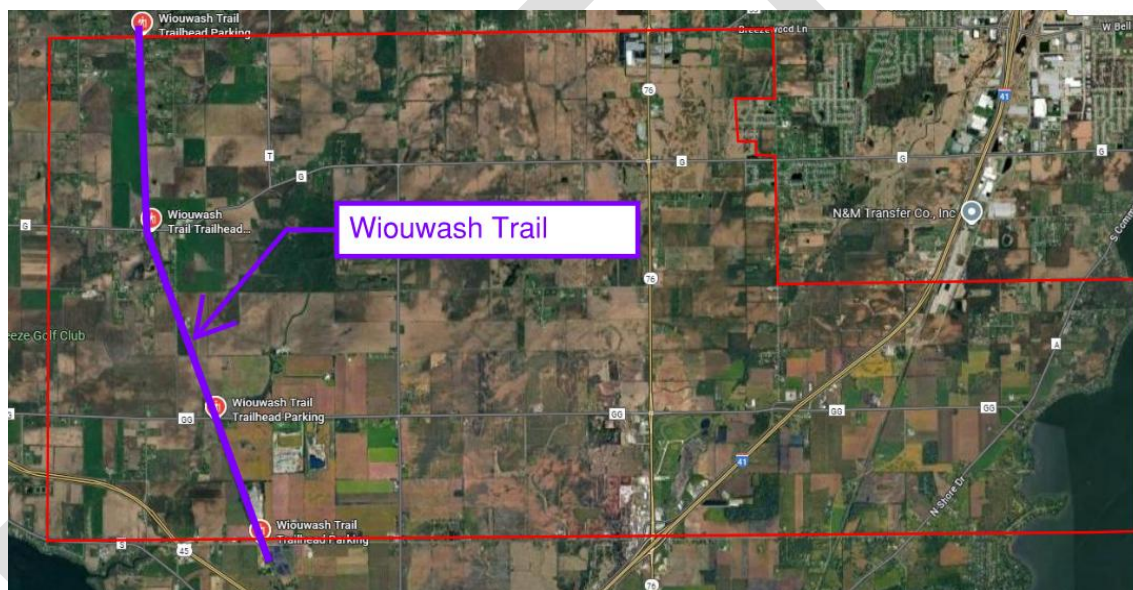 Wiouwash Trail
Trailhead Parking
Breezewood Ln
W Bell
41
76
T
G
G
G
G
G
Wiouwash
Trail Trailhead...
Wiouwash Trail
N&M Transfer Co., Inc
S Comm
76
eeze Golf Club
A
Wiouwash Trail
Trailhead Parking
GG
GG
GG
GG
41
N Shore Dr
Wiouwash Trail
Trailhead Parking
S
45
76